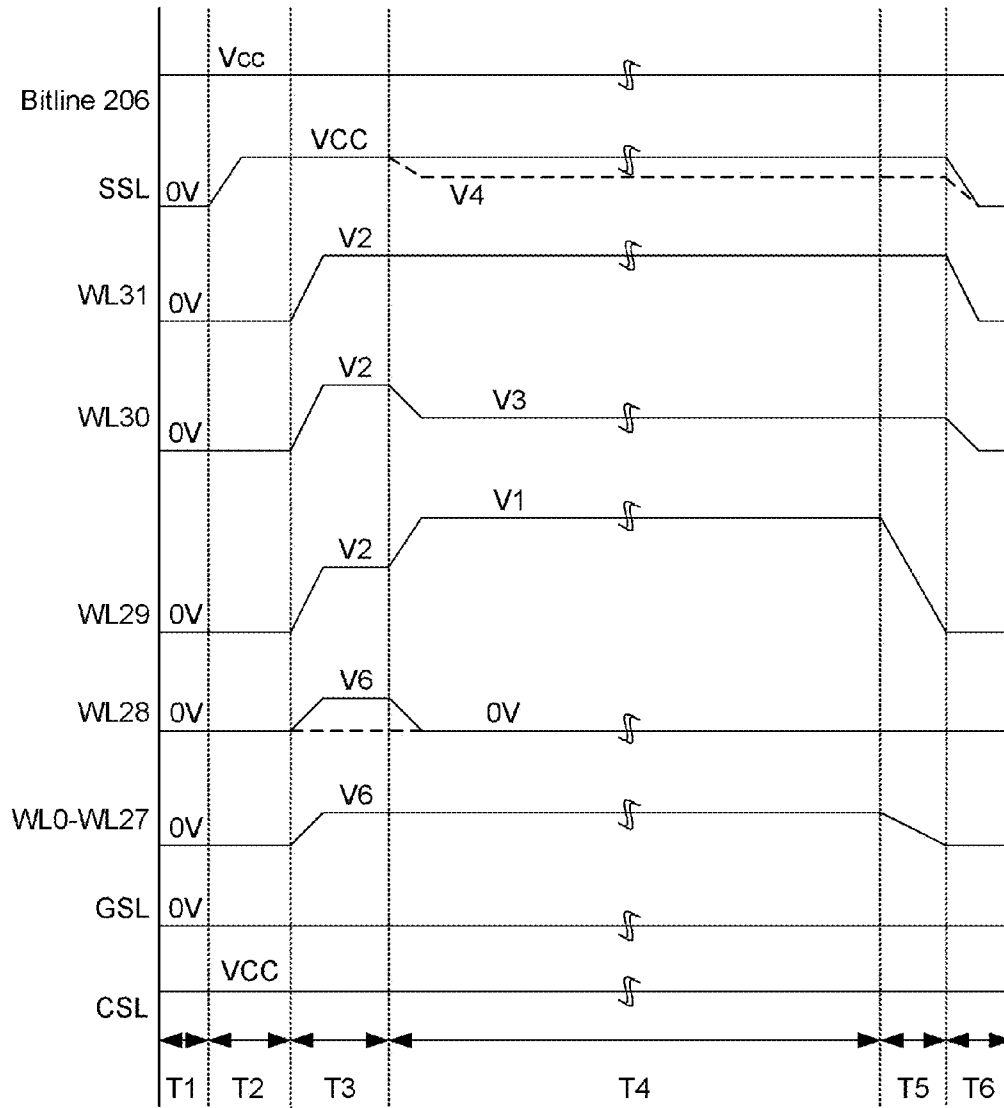 Vcc
Bitline 206
VCC
SSL 0V
V4
V2
WL31 0V
V2
V3
WL30 0V
V1
V2
WL29 0V
V6
WL28 0V 0V
V6
WL0-WL27 0V
GSL 0V
VCC
CSL
T1 T2 T3 T4 T5 T6